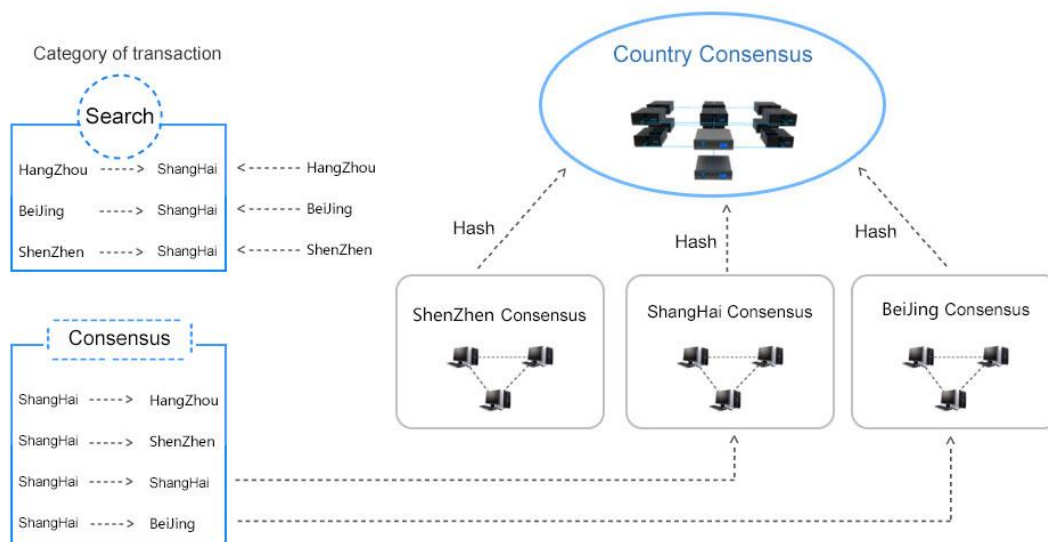 Category of transaction
Search
HangZhou ShangHai HangZhou
BeiJing ShangHai BeiJing
ShenZhen ShangHai ShenZhen
Consensus
ShangHai HangZhou
ShangHai ShenZhen
ShangHai ShangHai
ShangHai BeiJing
Country Consensus
Hash
Hash
Hash
ShenZhen Consensus
ShangHai Consensus
BeiJing Consensus